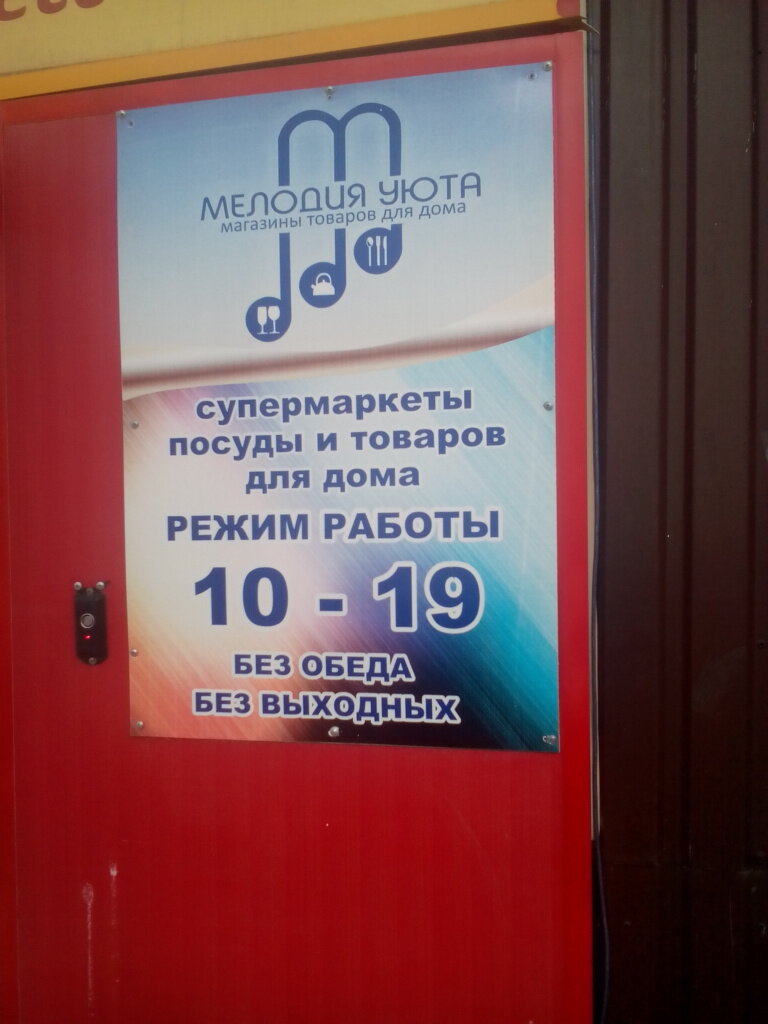 МЕЛОДИЯ УЮТА
магазины товаров для дома
супермаркеты
посуды и товаров
для дома
РЕЖИМ РАБОТЫ
10 - 19
БЕЗ ОБЕДА
БЕЗ ВЫХОДНЫХ